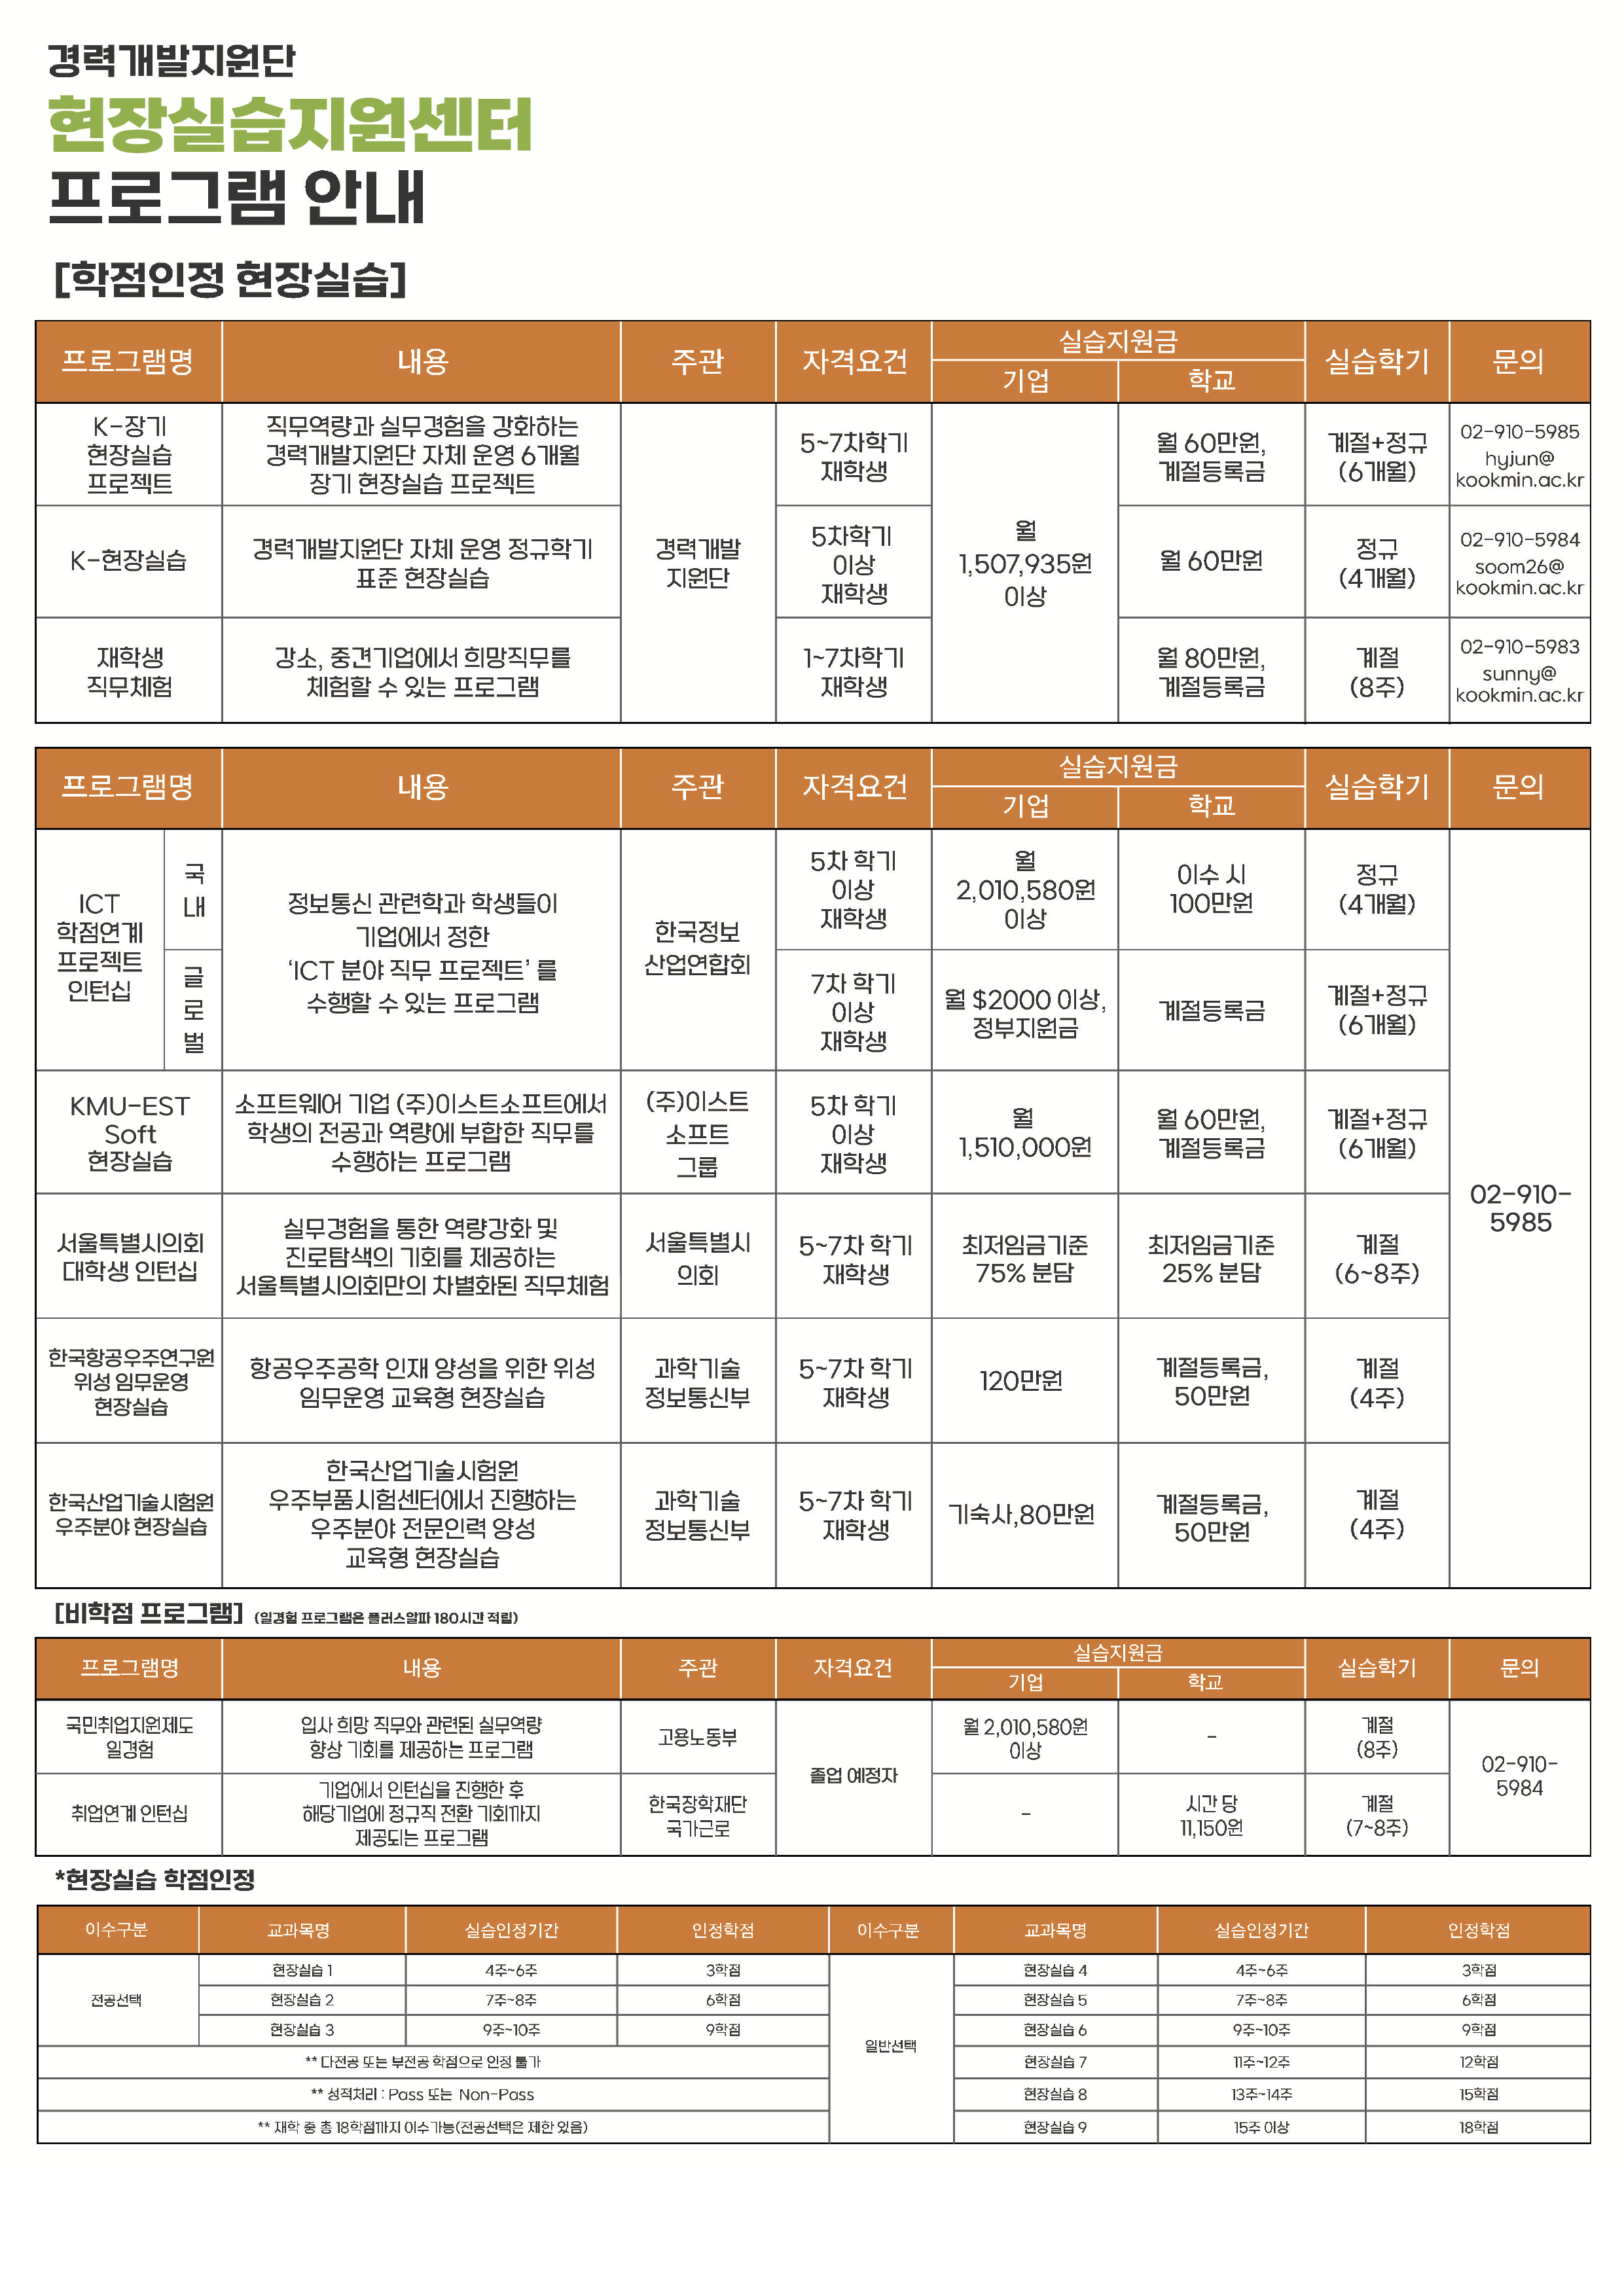 경력개발지원단
현장실습지원센터
프로그램 안내
[학점인정 현장실습]
프로그램명
내용
주관
자격요건
실습지원금
기업
학교
실습학기
문의
K-장기
현장실습
프로젝트
직무역량과 실무경험을 강화하는
경력개발지원단 자체 운영 6개월
장기 현장실습 프로젝트
경력개발
지원단
5~7차학기
재학생
월
1,507,935원
이상
월 60만원,
계절등록금
계절+정규
(6개월)
02-910-5985
hyjun@
kookmin.ac.kr
K-현장실습
경력개발지원단 자체 운영 정규학기
표준 현장실습
5차학기
이상
재학생
월 60만원
정규
(4개월)
02-910-5984
soom26@
kookmin.ac.kr
재학생
직무체험
강소, 중견기업에서 희망직무를
체험할 수 있는 프로그램
1~7차학기
재학생
월 80만원,
계절등록금
계절
(8주)
02-910-5983
sunny@
kookmin.ac.kr
프로그램명
내용
주관
자격요건
실습지원금
기업
학교
실습학기
문의
ICT
학점연계
프로젝트
인턴십
국
내
정보통신 관련학과 학생들이
기업에서 정한
‘ICT 분야 직무 프로젝트’ 를
수행할 수 있는 프로그램
한국정보
산업연합회
5차 학기
이상
재학생
월
2,010,580원
이상
이수 시
100만원
정규
(4개월)
02-910-
5985
글
로
벌
7차 학기
이상
재학생
월 $2000 이상,
정부지원금
계절등록금
계절+정규
(6개월)
KMU-EST
Soft
현장실습
소프트웨어 기업 (주)이스트소프트에서
학생의 전공과 역량에 부합한 직무를
수행하는 프로그램
(주)이스트
소프트
그룹
5차 학기
이상
재학생
월
1,510,000원
월 60만원,
계절등록금
계절+정규
(6개월)
서울특별시의회
대학생 인턴십
실무경험을 통한 역량강화 및
진로탐색의 기회를 제공하는
서울특별시의회만의 차별화된 직무체험
서울특별시
의회
5~7차 학기
재학생
최저임금기준
75% 분담
최저임금기준
25% 분담
계절
(6~8주)
한국항공우주연구원
위성 임무운영
현장실습
항공우주공학 인재 양성을 위한 위성
임무운영 교육형 현장실습
과학기술
정보통신부
5~7차 학기
재학생
120만원
계절등록금,
50만원
계절
(4주)
한국산업기술시험원
우주분야 현장실습
한국산업기술시험원
우주부품시험센터에서 진행하는
우주분야 전문인력 양성
교육형 현장실습
과학기술
정보통신부
5~7차 학기
재학생
기숙사,80만원
계절등록금,
50만원
계절
(4주)
[비학점 프로그램] (일경험 프로그램은 플러스알파 180시간 적립)
프로그램명
내용
주관
자격요건
실습지원금
기업
학교
실습학기
문의
국민취업지원제도
일경험
입사 희망 직무와 관련된 실무역량
향상 기회를 제공하는 프로그램
고용노동부
졸업 예정자
월 2,010,580원
이상
-
계절
(8주)
02-910-
5984
취업연계 인턴십
기업에서 인턴십을 진행한 후
해당기업에 정규직 전환 기회까지
제공되는 프로그램
한국장학재단
국가근로
-
시간 당
11,150원
계절
(7~8주)
*현장실습 학점인정
이수구분
교과목명
실습인정기간
인정학점
이수구분
교과목명
실습인정기간
인정학점
전공선택
현장실습 1
4주~6주
3학점
일반선택
현장실습 4
4주~6주
3학점
현장실습 2
7주~8주
6학점
현장실습 5
7주~8주
6학점
현장실습 3
9주~10주
9학점
현장실습 6
9주~10주
9학점
** 다전공 또는 부전공 학점으로 인정 불가
현장실습 7
11주~12주
12학점
** 성적처리 : Pass 또는 Non-Pass
현장실습 8
13주~14주
15학점
** 재학 중 총 18학점까지 이수가능(전공선택은 제한 있음)
현장실습 9
15주 이상
18학점